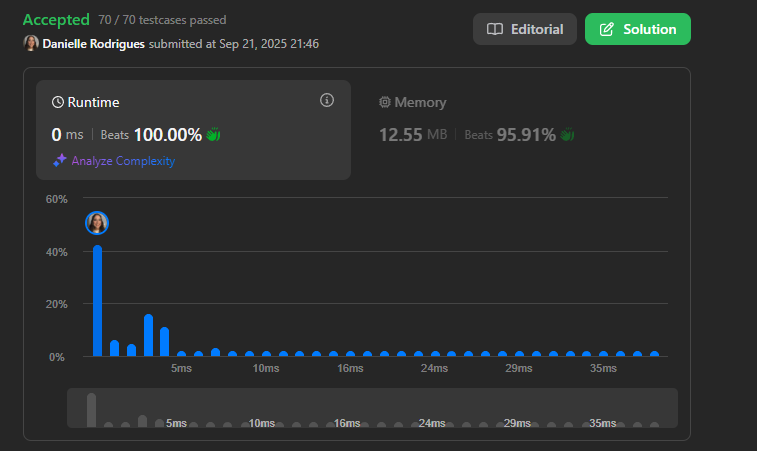 Accepted 70 / 70 testcases passed
Danielle Rodrigues submitted at Sep 21, 2025 21:46
Editorial
Solution
Runtime
0 ms | Beats 100.00%
Analyze Complexity
Memory
12.55 MB | Beats 95.91%
60%
40%
20%
0%
5ms 10ms 16ms 24ms 29ms 35ms
5ms 10ms 16ms 24ms 29ms 35ms